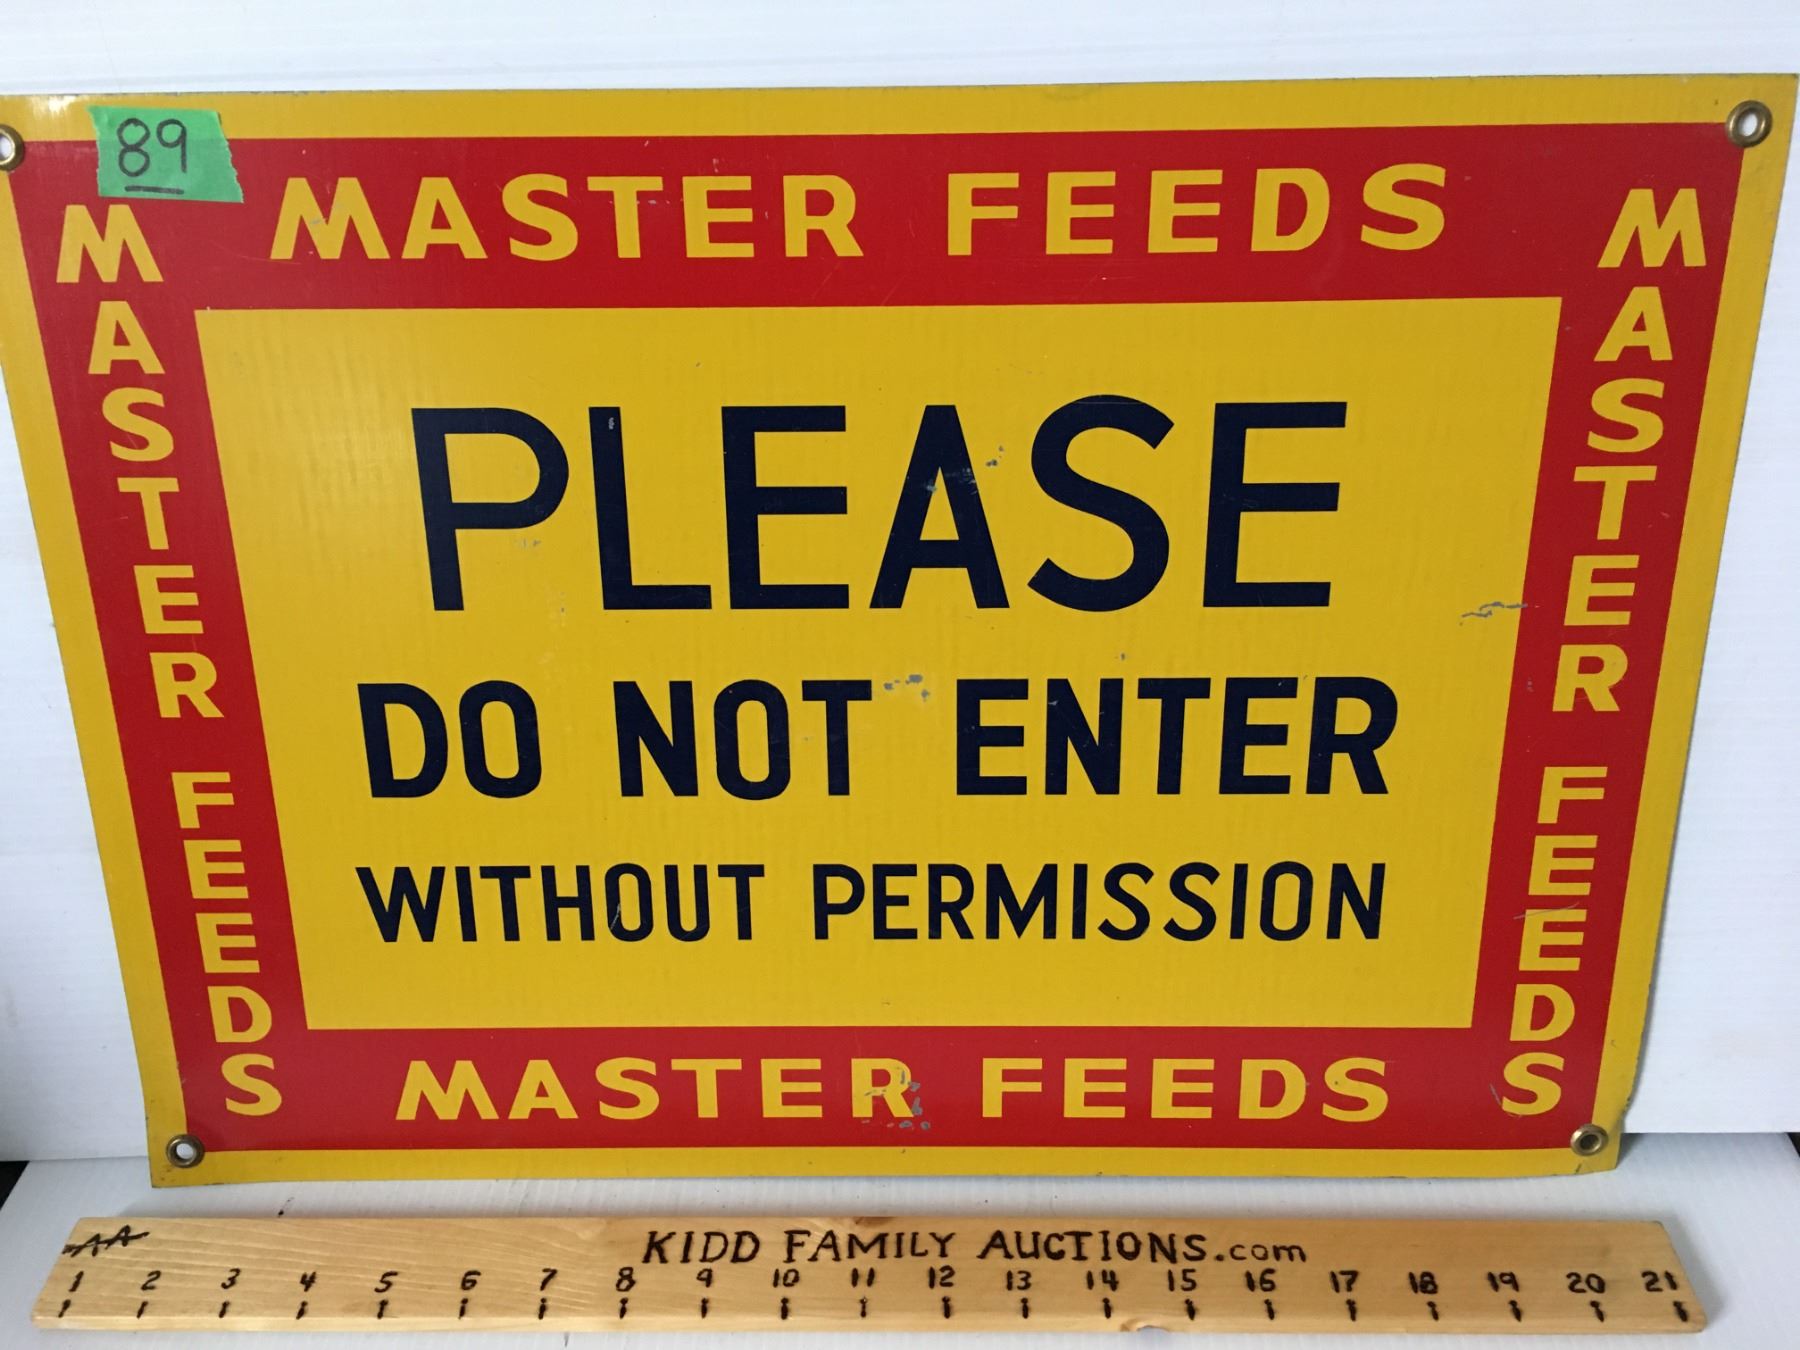 89
MASTER FEEDS
MASTER FEEDS
MASTER FEEDS
PLEASE
DO NOT ENTER
WITHOUT PERMISSION
MASTER FEEDS
AA
KIDD FAMILY AUCTIONS.com
1 2 3 4 5 6 7 8 9 10 11 12 13 14 15 16 17 18 19 20 21